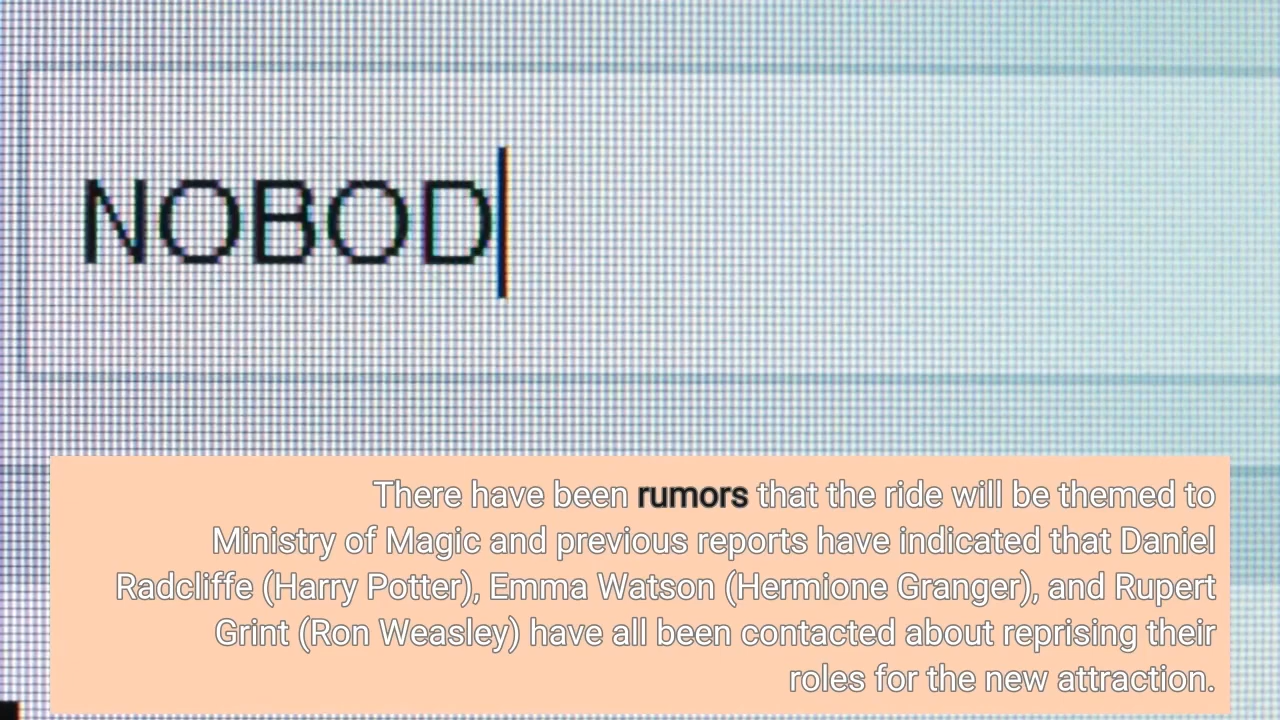 NOBOD
There have been rumors that the ride will be themed to
Ministry of Magic and previous reports have indicated that Daniel
Radcliffe (Harry Potter), Emma Watson (Hermione Granger), and Rupert
Grint (Ron Weasley) have all been contacted about reprising their
roles for the new attraction.